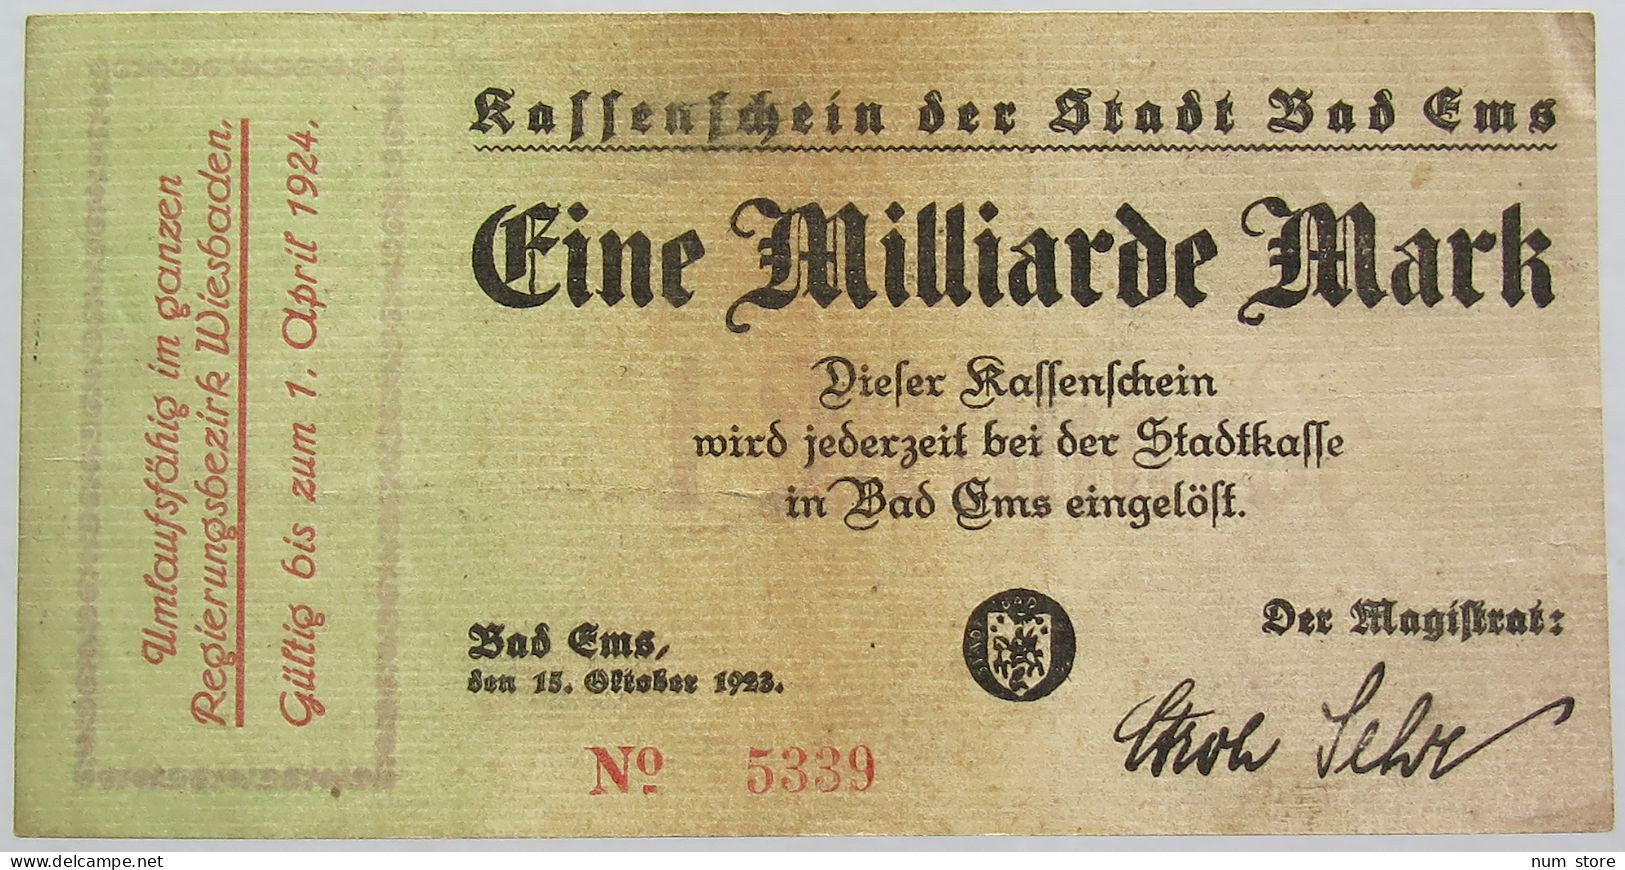 Kassenschein der Stadt Bad Ems
Eine Milliarde Mark
Dieser Kassenschein
wird jederzeit bei der Stadtkasse
in Bad Ems eingelöst.
Bad Ems,
den 15. Oktober 1923.
Der Magistrat:
No. 5339
Umlaufsfähig im ganzen
Regierungsbezirk Wiesbaden.
Gültig bis zum 1. April 1924.
www.delcampe.net
num store